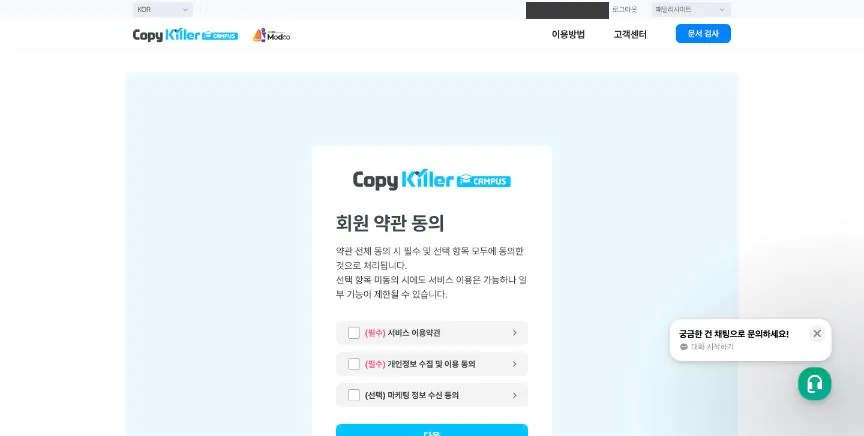 KOR
로그아웃
패밀리사이트
Copy Killer CAMPUS
Modoo
이용방법
고객센터
문서 검사
Copy Killer CAMPUS
회원 약관 동의
약관 전체 동의 시 필수 및 선택 항목 모두에 동의한
것으로 처리됩니다.
선택 항목 미동의 시에도 서비스 이용은 가능하나 일
부 기능이 제한될 수 있습니다.
(필수) 서비스 이용약관
(필수) 개인정보 수집 및 이용 동의
(선택) 마케팅 정보 수신 동의
다음
궁금한 건 채팅으로 문의하세요!
대화 시작하기